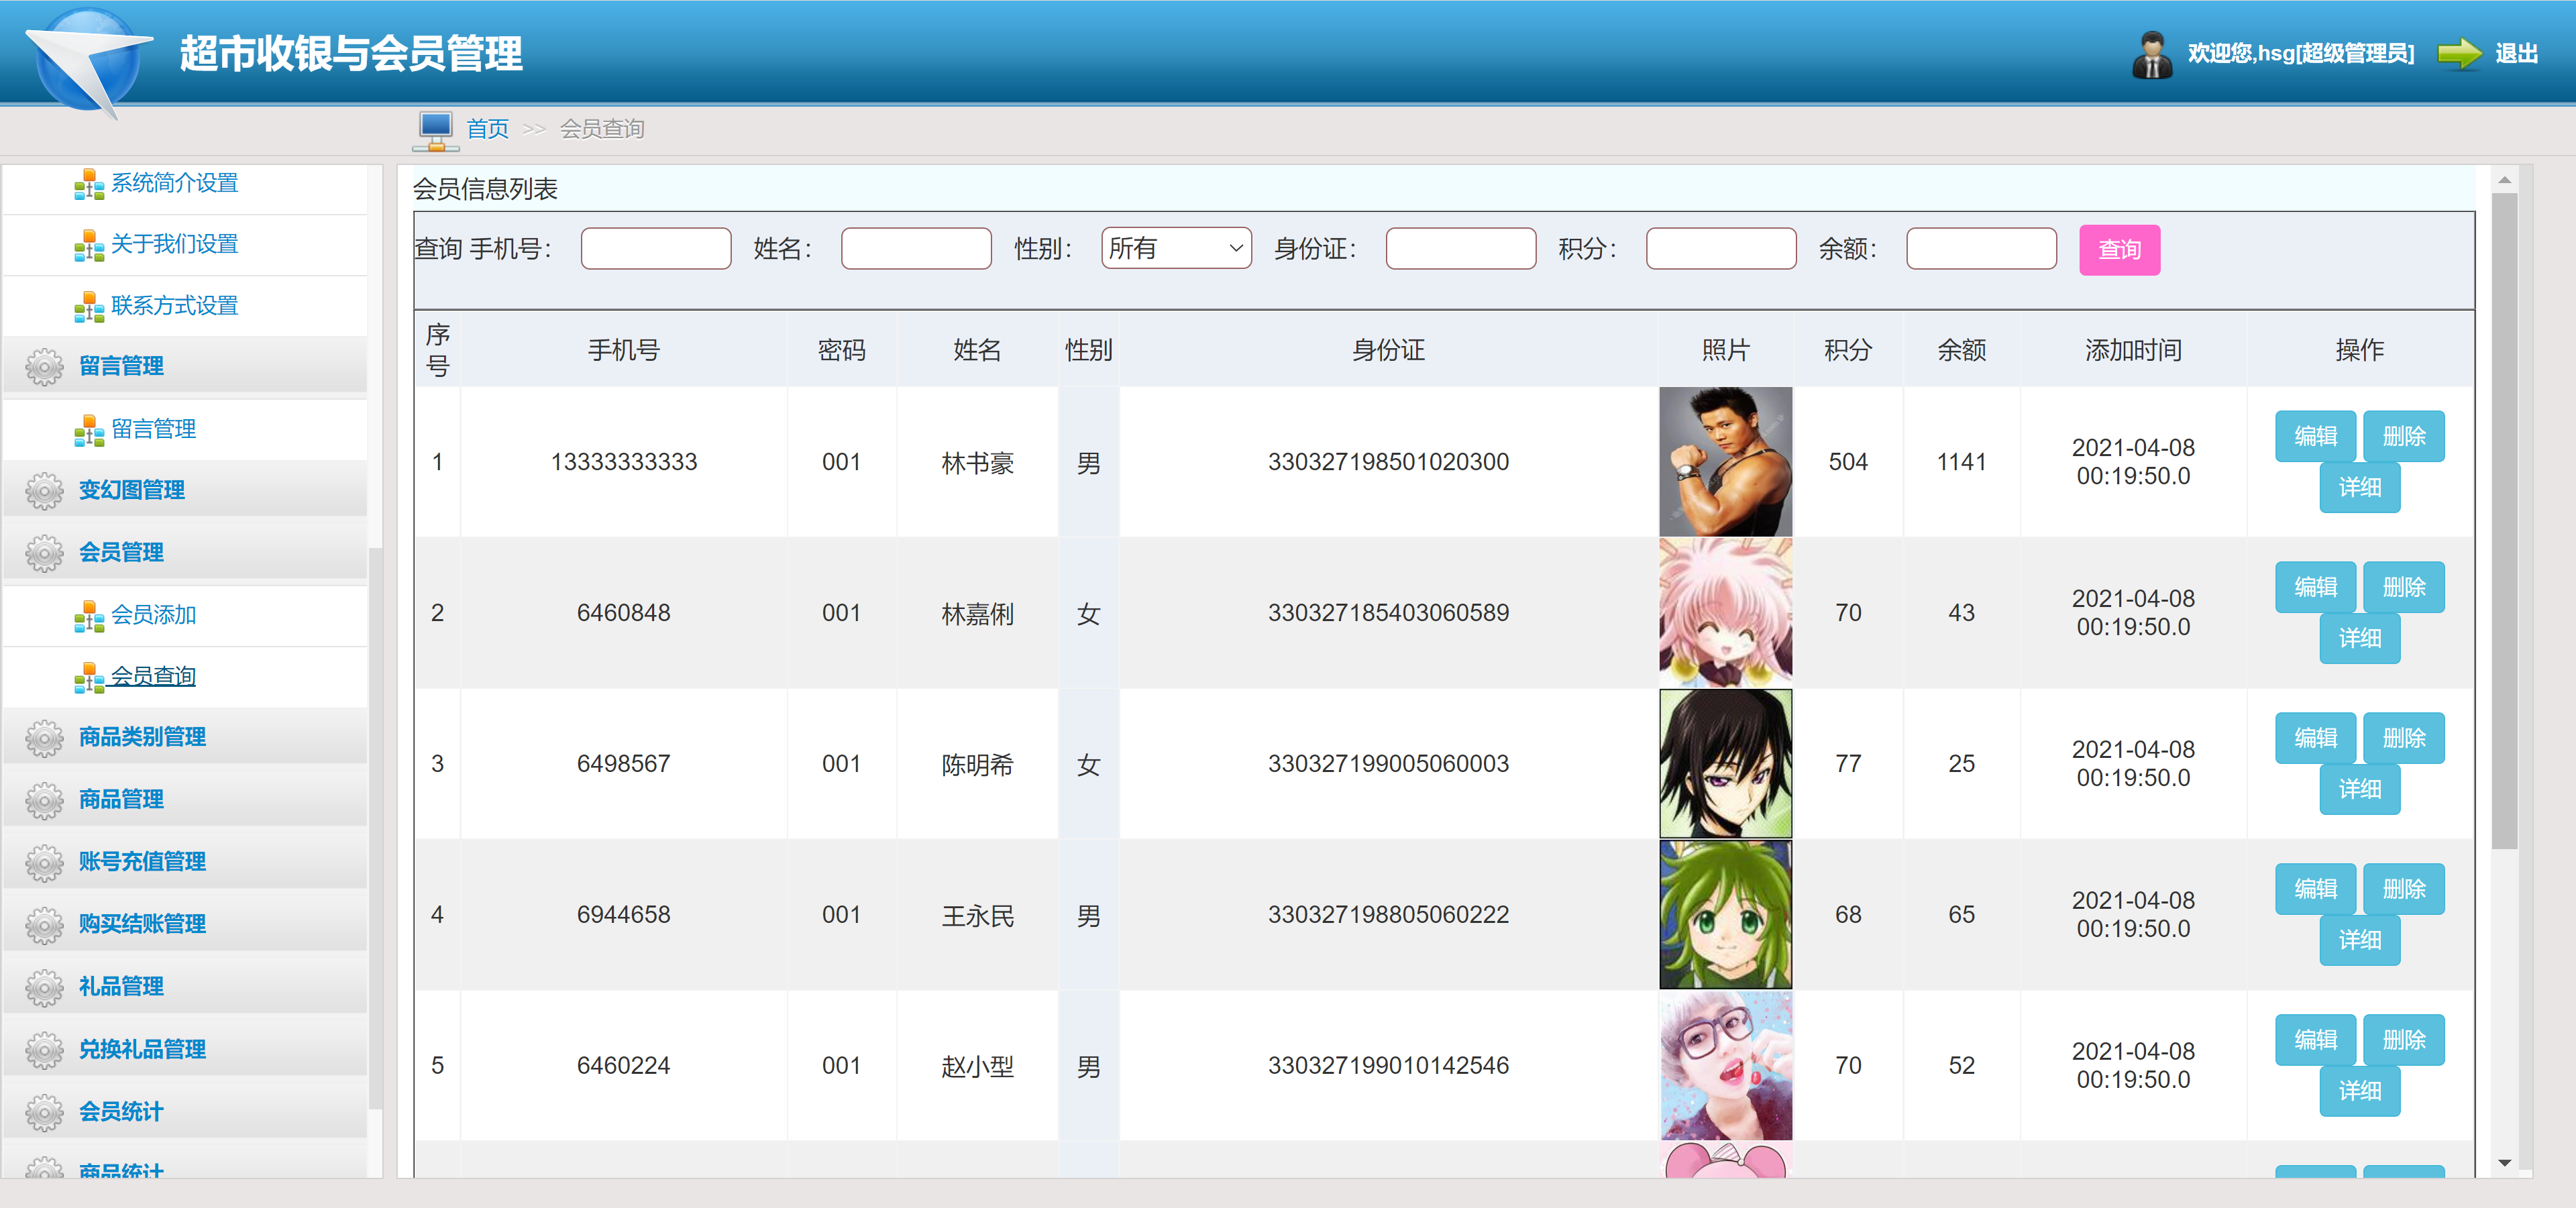 超市收银与会员管理
欢迎您,hsg[超级管理员] 退出
首页 >> 会员查询
系统简介设置
关于我们设置
联系方式设置
留言管理
留言管理
变幻图管理
会员管理
会员添加
会员查询
商品类别管理
商品管理
账号充值管理
购买结账管理
礼品管理
兑换礼品管理
会员统计
商品统计
会员信息列表
查询 手机号: 姓名: 性别: 所有 身份证: 积分: 余额: 查询
序号 手机号 密码 姓名 性别 身份证 照片 积分 余额 添加时间 操作
1 13333333333 001 林书豪 男 330327198501020300 504 1141 2021-04-08 00:19:50.0 编辑 删除 详细
2 6460848 001 林嘉俐 女 330327185403060589 70 43 2021-04-08 00:19:50.0 编辑 删除 详细
3 6498567 001 陈明希 女 330327199005060003 77 25 2021-04-08 00:19:50.0 编辑 删除 详细
4 6944658 001 王永民 男 330327198805060222 68 65 2021-04-08 00:19:50.0 编辑 删除 详细
5 6460224 001 赵小型 男 330327199010142546 70 52 2021-04-08 00:19:50.0 编辑 删除 详细